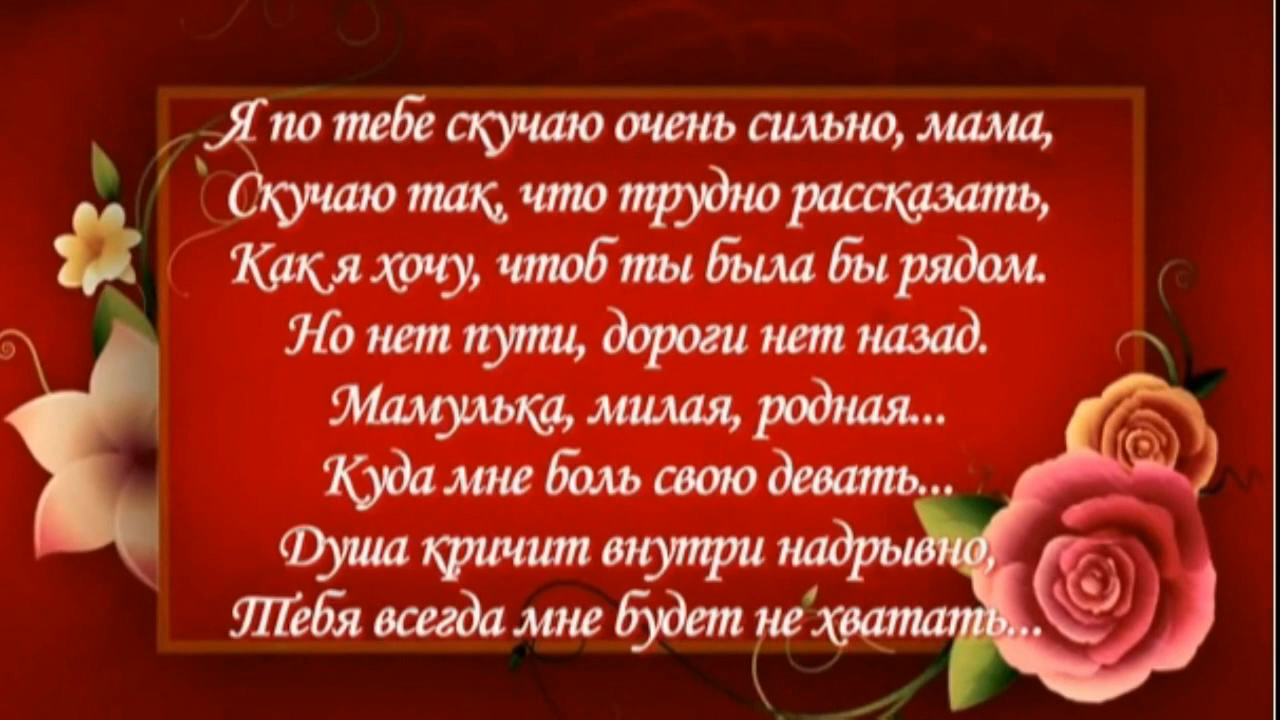 Я по тебе скучаю очень сильно, мама,
Скучаю так, что трудно рассказать,
Как я хочу, чтоб ты была бы рядом.
Но нет пути, дороги нет назад.
Мамулька, милая, родная...
Куда мне боль свою девать...
Душа кричит внутри надрывно,
Тебя всегда мне будет не хватать...